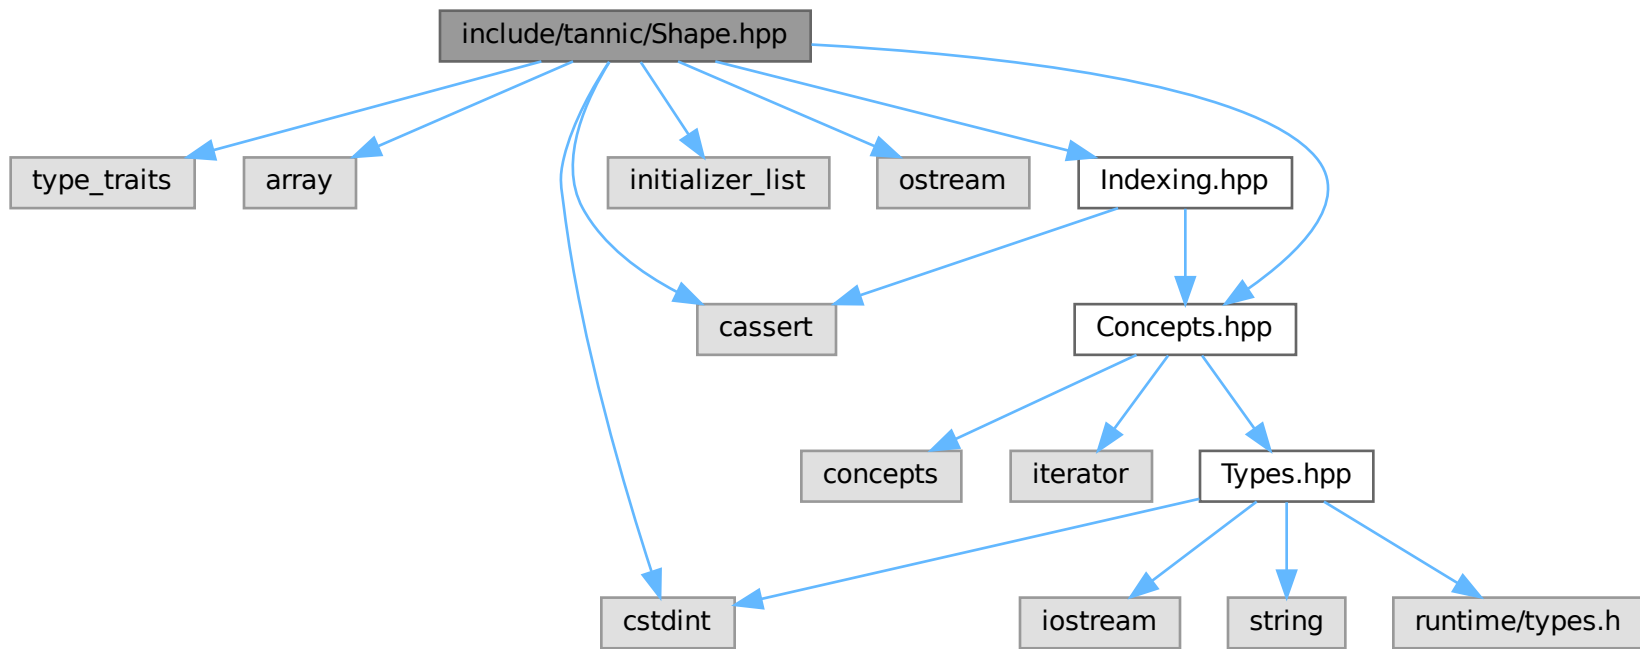 include/tannic/Shape.hpp
type_traits
array
initializer_list
ostream
Indexing.hpp
cassert
Concepts.hpp
concepts
iterator
Types.hpp
cstdint
iostream
string
runtime/types.h